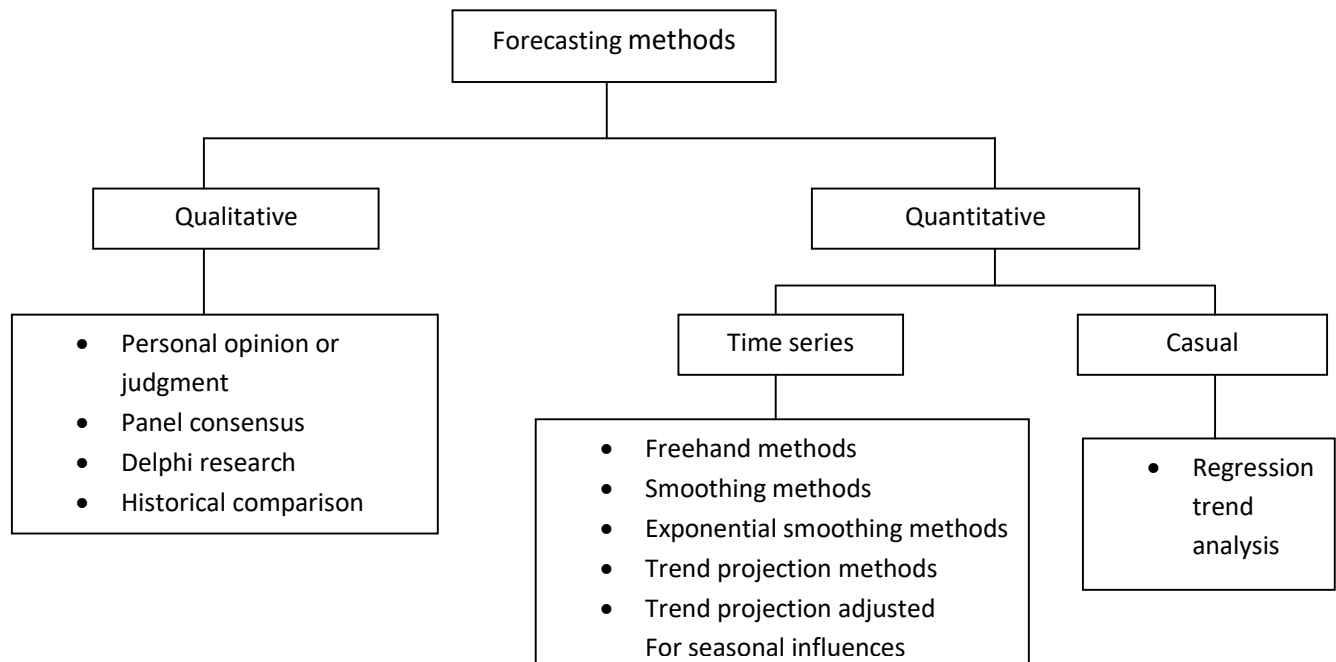 Forecasting methods
Qualitative
Quantitative
• Personal opinion or
judgment
• Panel consensus
• Delphi research
• Historical comparison
Time series
Casual
• Freehand methods
• Smoothing methods
• Exponential smoothing methods
• Trend projection methods
• Trend projection adjusted
For seasonal influences
• Regression
trend
analysis